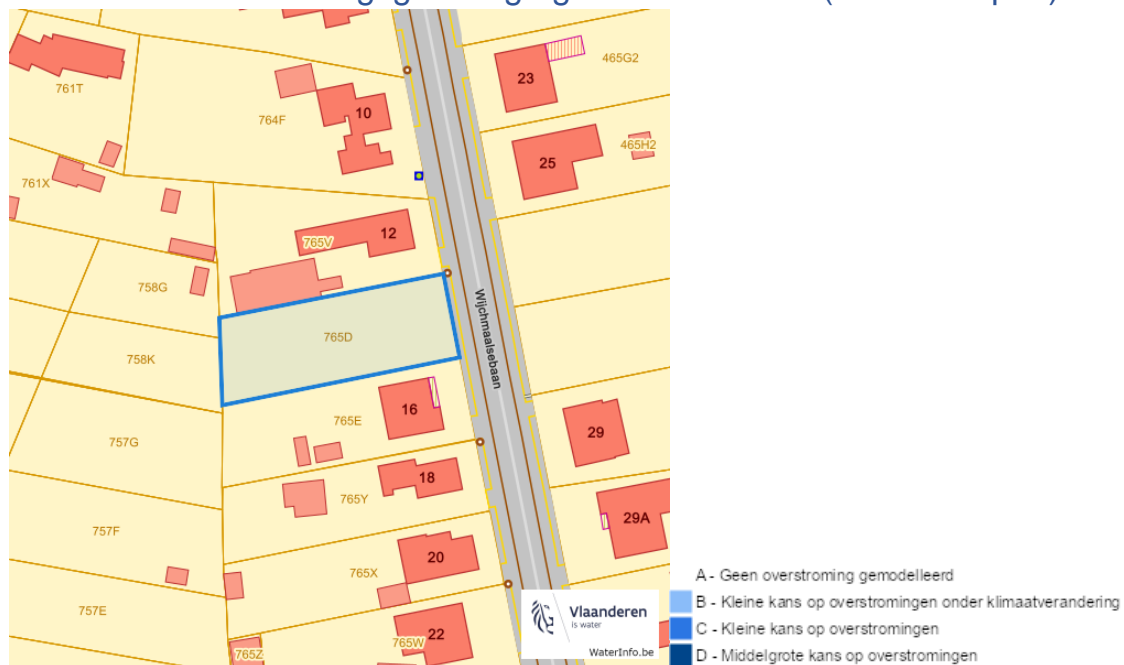 761T
764F
10
23
465G2
25
465H2
761X
765V
12
758G
765D
Wijchmaalsebaan
758K
765E
16
757G
29
18
765Y
29A
757F
20
765X
757E
765W
22
765Z
Vlaanderen
is water
WaterInfo.be
A - Geen overstroming gemodelleerd
B - Kleine kans op overstromingen onder klimaatverandering
C - Kleine kans op overstromingen
D - Middelgrote kans op overstromingen